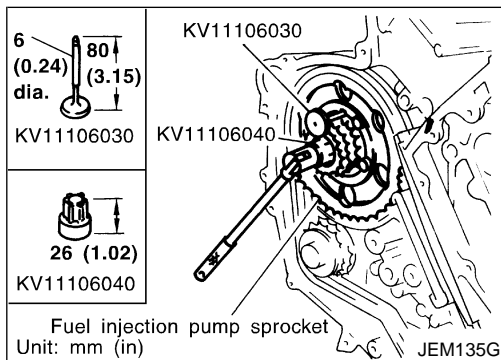 6
(0.24)
dia.
80
(3.15)
KV11106030
26 (1.02)
KV11106040
KV11106030
KV11106040
Fuel injection pump sprocket
Unit: mm (in)
JEM135G